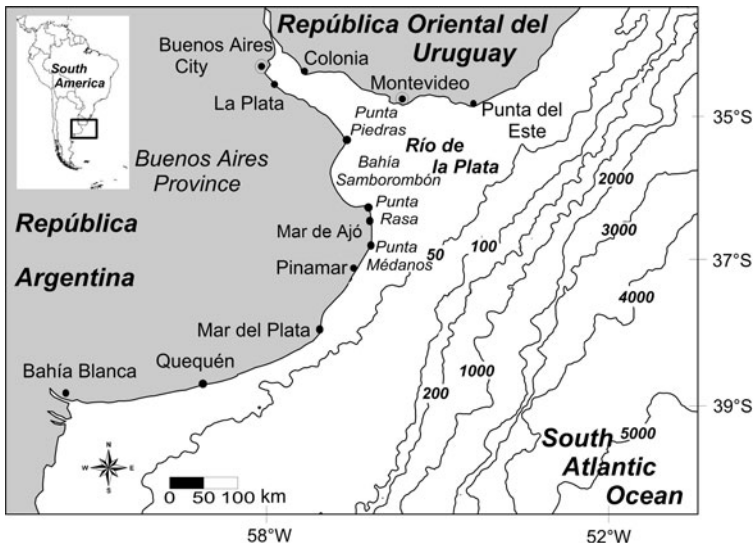 República Oriental del
Uruguay
South
America
Buenos Aires
City
Colonia
Montevideo
La Plata
Punta del
Este
Punta
Piedras
Río de
la Plata
Buenos Aires
Province
Bahía
Samborombón
Punta
Rasa
República
Argentina
Mar de Ajó
Punta
Médanos
Pinamar
Mar del Plata
Bahía Blanca
Quequén
50
100
200
1000
2000
3000
4000
5000
South
Atlantic
Ocean
N
W
E
S
0 50 100 km
35°S
37°S
39°S
58°W
52°W